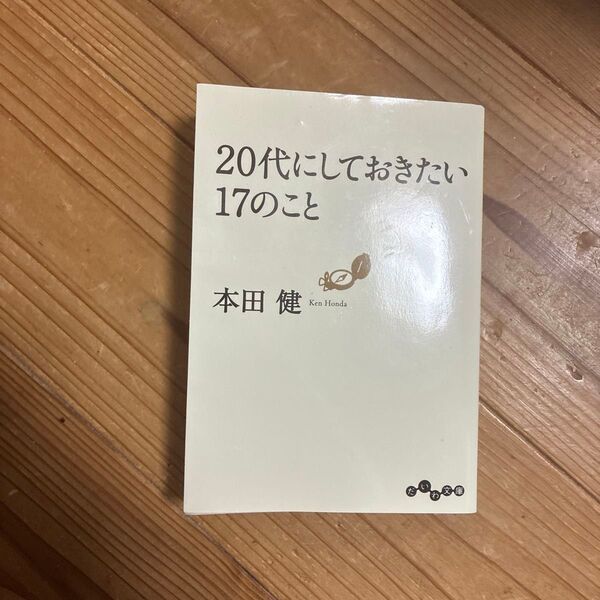 20代にしておきたい
17のこと
本田 健
Ken Honda
だいわ文庫